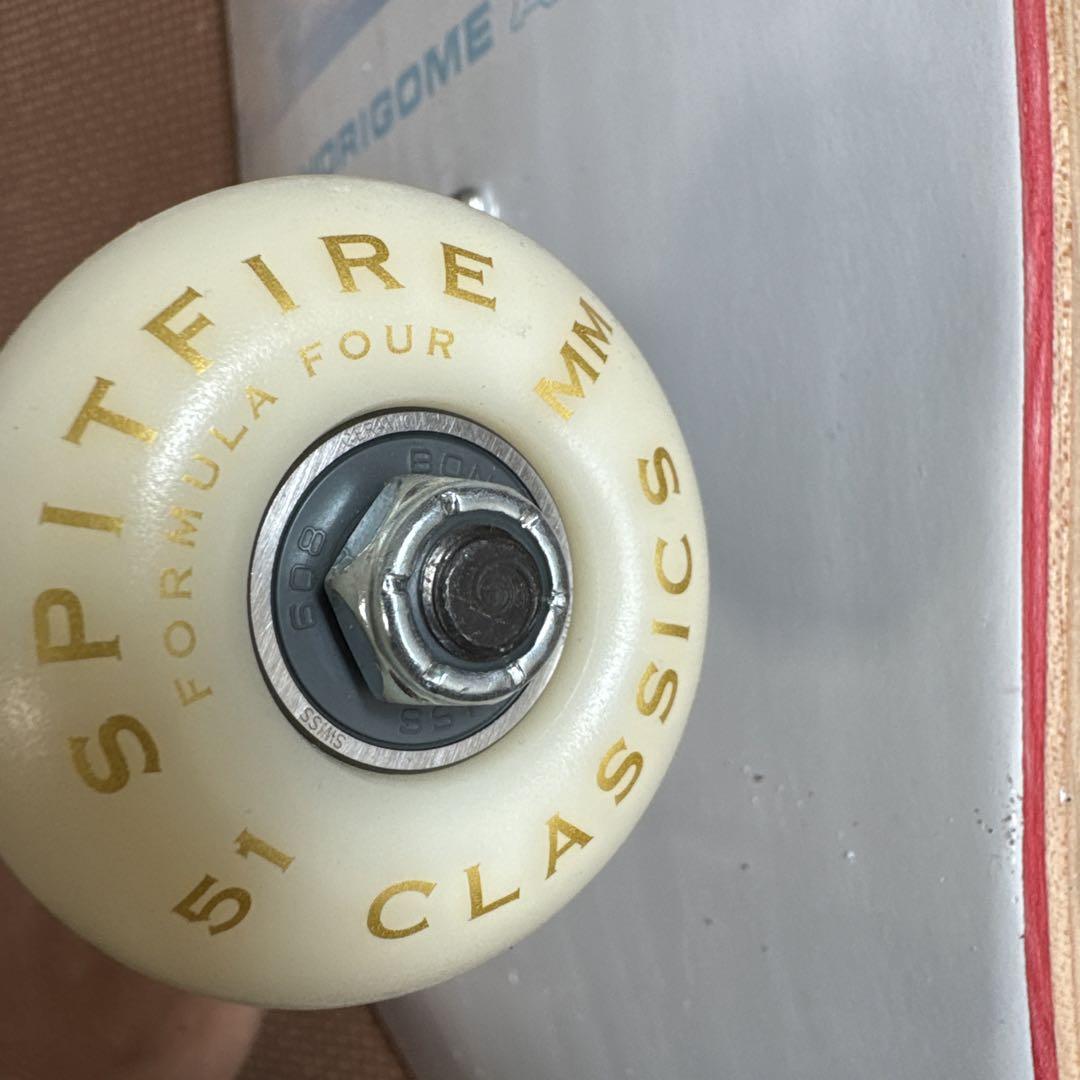 SPITFIRE
FORMULA FOUR
51 MM
CLASSICS
608
SWISS